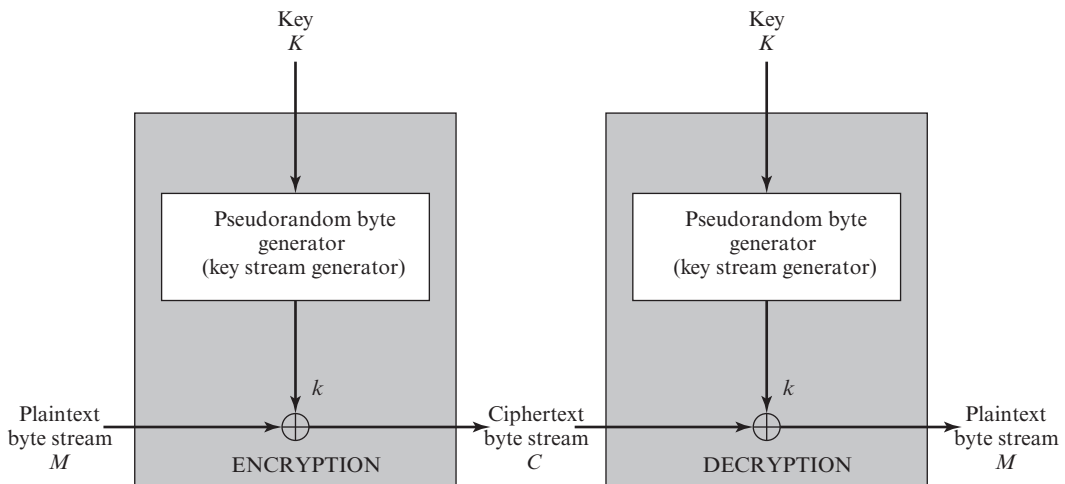 Key
K
Key
K
Pseudorandom byte
generator
(key stream generator)
Pseudorandom byte
generator
(key stream generator)
k
k
Plaintext
byte stream
M
ENCRYPTION
Ciphertext
byte stream
C
DECRYPTION
Plaintext
byte stream
M